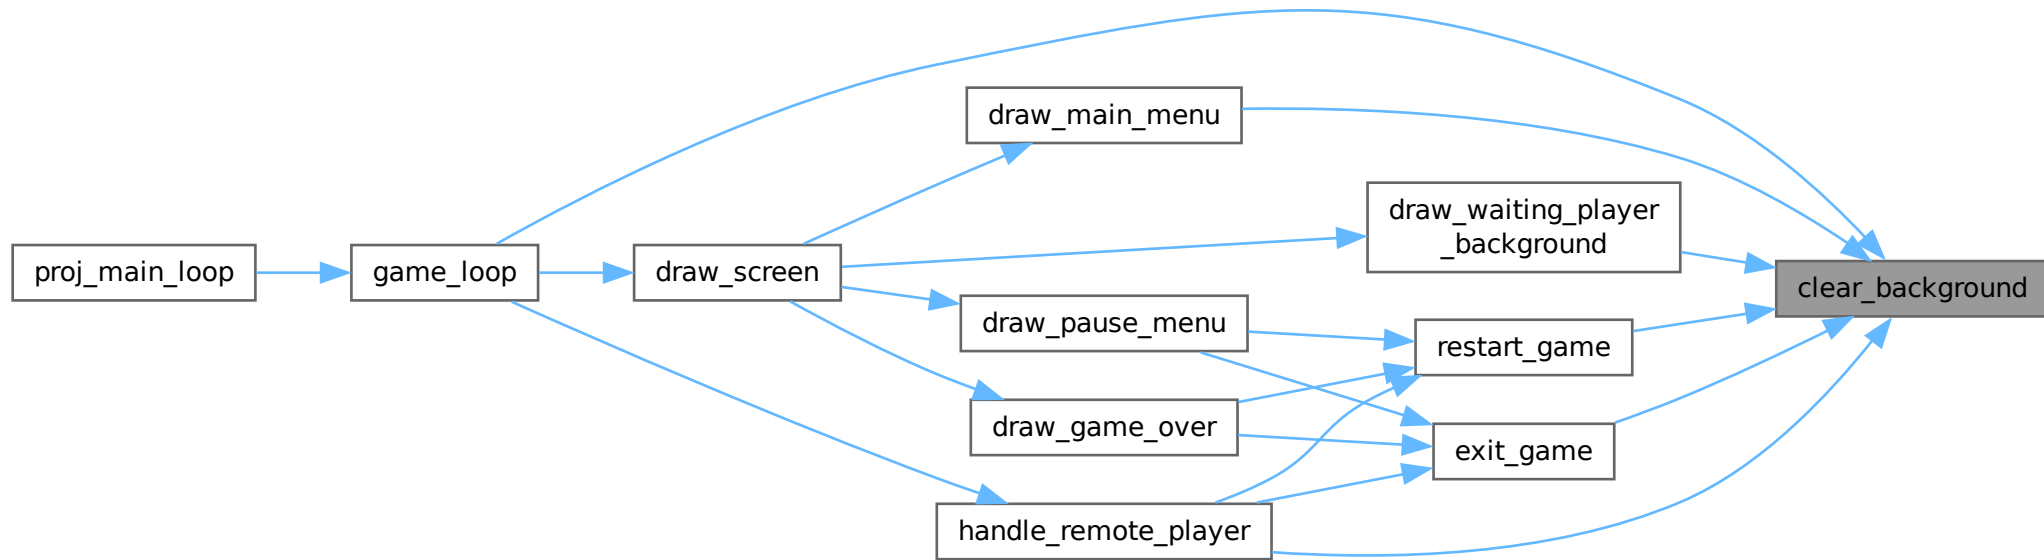 proj_main_loop
game_loop
draw_screen
draw_main_menu
draw_waiting_player
_background
draw_pause_menu
restart_game
draw_game_over
exit_game
handle_remote_player
clear_background